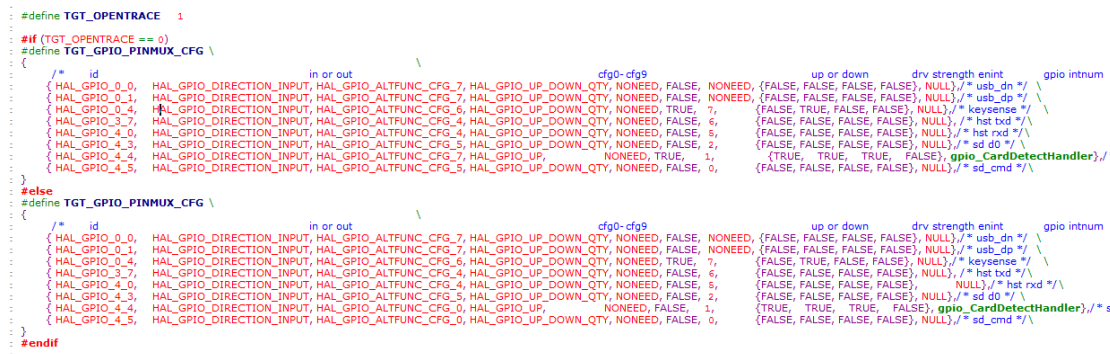 #define TGT_OPENTRACE 1
#if (TGT_OPENTRACE == 0)
#define TGT_GPIO_PINMUX_CFG \
{ \
/* id in or out cfg0-cfg9 up or down drv strength enint gpio intnum
{ HAL_GPIO_0_0, HAL_GPIO_DIRECTION_INPUT, HAL_GPIO_ALTFUNC_CFG_7, HAL_GPIO_UP_DOWN_QTY, NONEED, FALSE, NONEED, {FALSE, FALSE, FALSE, FALSE}, NULL},/* usb_dn */ \
{ HAL_GPIO_0_1, HAL_GPIO_DIRECTION_INPUT, HAL_GPIO_ALTFUNC_CFG_7, HAL_GPIO_UP_DOWN_QTY, NONEED, FALSE, NONEED, {FALSE, FALSE, FALSE, FALSE}, NULL},/* usb_dp */ \
{ HAL_GPIO_0_4, HAL_GPIO_DIRECTION_INPUT, HAL_GPIO_ALTFUNC_CFG_6, HAL_GPIO_UP_DOWN_QTY, NONEED, TRUE, 7, {FALSE, TRUE, FALSE, FALSE}, NULL},/* keysense */ \
{ HAL_GPIO_3_7, HAL_GPIO_DIRECTION_INPUT, HAL_GPIO_ALTFUNC_CFG_4, HAL_GPIO_UP_DOWN_QTY, NONEED, FALSE, 6, {FALSE, FALSE, FALSE, FALSE}, NULL},/* hst txd */\
{ HAL_GPIO_4_0, HAL_GPIO_DIRECTION_INPUT, HAL_GPIO_ALTFUNC_CFG_4, HAL_GPIO_UP_DOWN_QTY, NONEED, FALSE, 5, {FALSE, FALSE, FALSE, FALSE}, NULL},/* hst rxd */\
{ HAL_GPIO_4_3, HAL_GPIO_DIRECTION_INPUT, HAL_GPIO_ALTFUNC_CFG_5, HAL_GPIO_UP_DOWN_QTY, NONEED, FALSE, 2, {FALSE, FALSE, FALSE, FALSE}, NULL},/* sd d0 */ \
{ HAL_GPIO_4_4, HAL_GPIO_DIRECTION_INPUT, HAL_GPIO_ALTFUNC_CFG_7, HAL_GPIO_UP, NONEED, TRUE, 1, {TRUE, TRUE, TRUE, FALSE}, gpio_CardDetectHandler},/*
{ HAL_GPIO_4_5, HAL_GPIO_DIRECTION_INPUT, HAL_GPIO_ALTFUNC_CFG_5, HAL_GPIO_UP_DOWN_QTY, NONEED, FALSE, 0, {FALSE, FALSE, FALSE, FALSE}, NULL},/* sd_cmd */\
}
#else
#define TGT_GPIO_PINMUX_CFG \
{ \
/* id in or out cfg0-cfg9 up or down drv strength enint gpio intnum
{ HAL_GPIO_0_0, HAL_GPIO_DIRECTION_INPUT, HAL_GPIO_ALTFUNC_CFG_7, HAL_GPIO_UP_DOWN_QTY, NONEED, FALSE, NONEED, {FALSE, FALSE, FALSE, FALSE}, NULL},/* usb_dn */ \
{ HAL_GPIO_0_1, HAL_GPIO_DIRECTION_INPUT, HAL_GPIO_ALTFUNC_CFG_7, HAL_GPIO_UP_DOWN_QTY, NONEED, FALSE, NONEED, {FALSE, FALSE, FALSE, FALSE}, NULL},/* usb_dp */ \
{ HAL_GPIO_0_4, HAL_GPIO_DIRECTION_INPUT, HAL_GPIO_ALTFUNC_CFG_6, HAL_GPIO_UP_DOWN_QTY, NONEED, TRUE, 7, {FALSE, TRUE, FALSE, FALSE}, NULL},/* keysense */ \
{ HAL_GPIO_3_7, HAL_GPIO_DIRECTION_INPUT, HAL_GPIO_ALTFUNC_CFG_4, HAL_GPIO_UP_DOWN_QTY, NONEED, FALSE, 6, {FALSE, FALSE, FALSE, FALSE}, NULL},/* hst txd */\
{ HAL_GPIO_4_0, HAL_GPIO_DIRECTION_INPUT, HAL_GPIO_ALTFUNC_CFG_4, HAL_GPIO_UP_DOWN_QTY, NONEED, FALSE, 5, {FALSE, FALSE, FALSE, FALSE}, NULL},/* hst rxd */\
{ HAL_GPIO_4_3, HAL_GPIO_DIRECTION_INPUT, HAL_GPIO_ALTFUNC_CFG_5, HAL_GPIO_UP_DOWN_QTY, NONEED, FALSE, 2, {FALSE, FALSE, FALSE, FALSE}, NULL},/* sd d0 */ \
{ HAL_GPIO_4_4, HAL_GPIO_DIRECTION_INPUT, HAL_GPIO_ALTFUNC_CFG_0, HAL_GPIO_UP, NONEED, FALSE, 1, {TRUE, TRUE, TRUE, FALSE}, gpio_CardDetectHandler},/* s
{ HAL_GPIO_4_5, HAL_GPIO_DIRECTION_INPUT, HAL_GPIO_ALTFUNC_CFG_0, HAL_GPIO_UP_DOWN_QTY, NONEED, FALSE, 0, {FALSE, FALSE, FALSE, FALSE}, NULL},/* sd_cmd */\
}
#endif